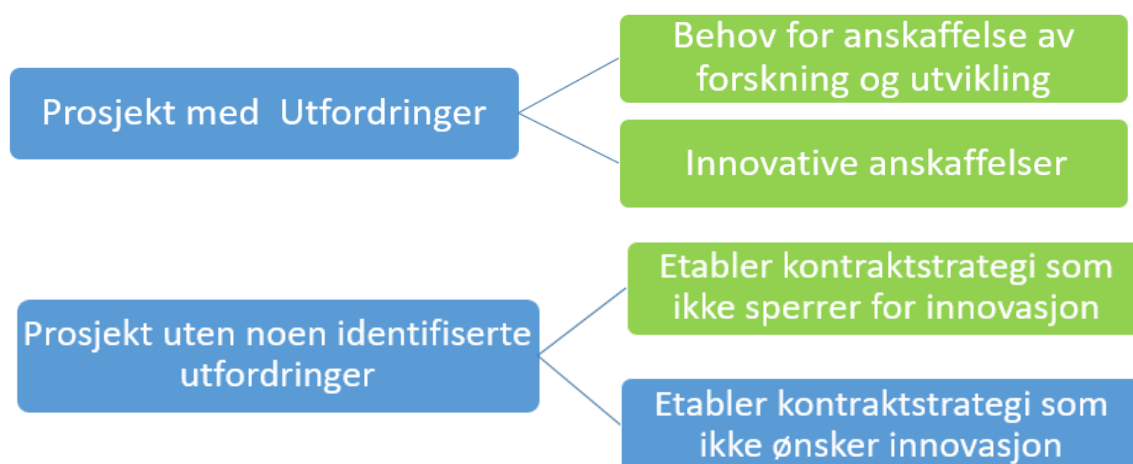 Prosjekt med  Utfordringer
Behov for anskaffelse av
forskning og utvikling
Innovative anskaffelser
Prosjekt uten noen identifiserte
utfordringer
Etabler kontraktstrategi som
ikke sperrer for innovasjon
Etabler kontraktstrategi som
ikke ønsker innovasjon